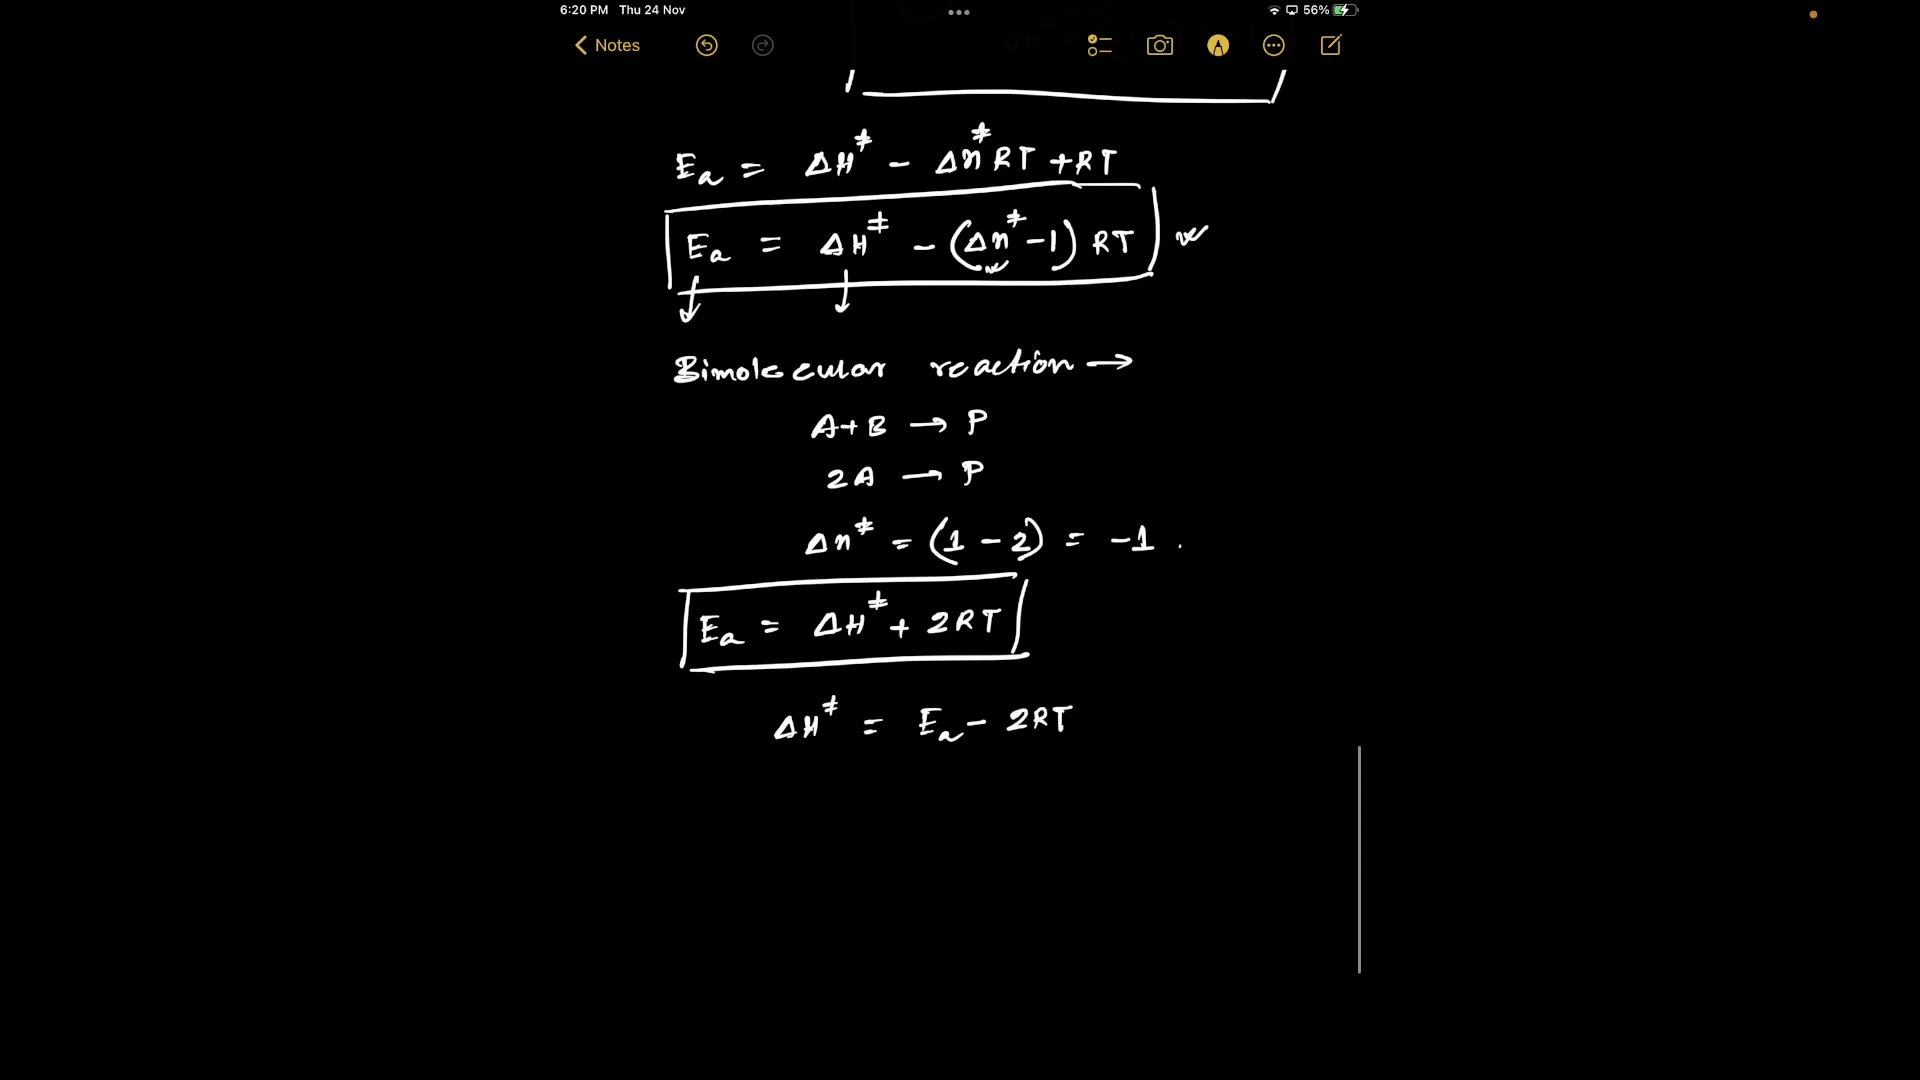 6:20 PM Thu 24 Nov
56%
Notes
Ea = ΔH‡ - Δn‡RT + RT
Ea = ΔH‡ - (Δn‡ - 1) RT
Bimolecular reaction →
A + B → P
2A → P
Δn‡ = (1 - 2) = -1 .
Ea = ΔH‡ + 2RT
ΔH‡ = Ea - 2RT